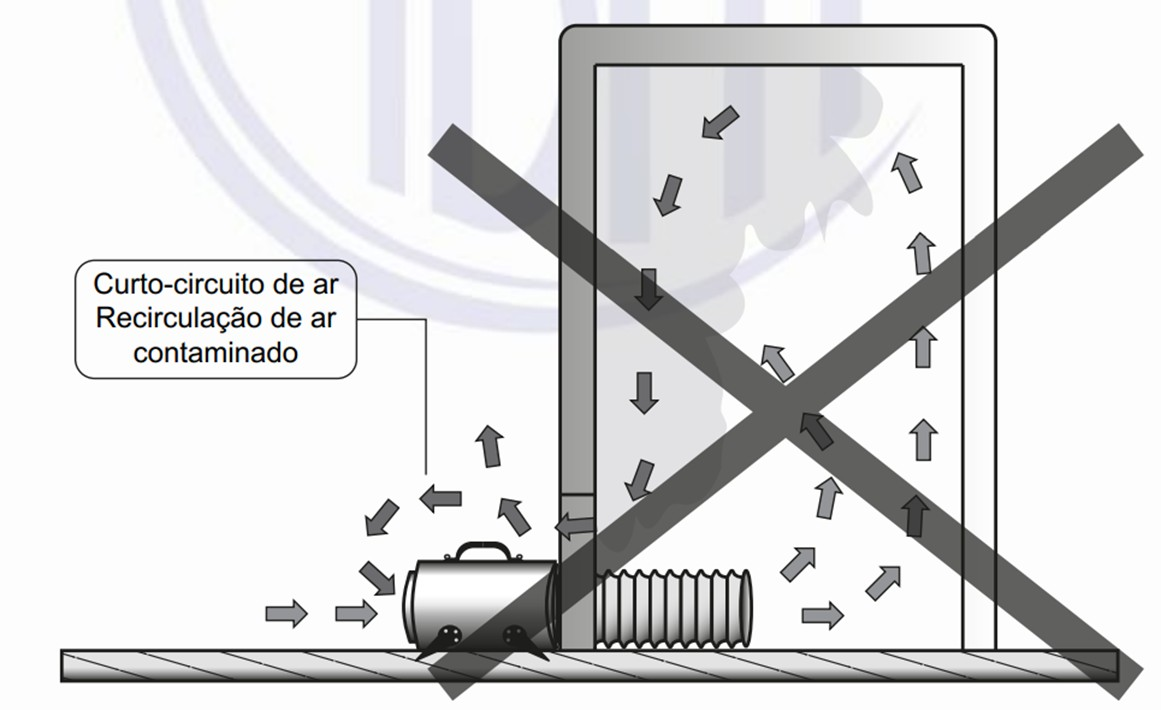 Curto-circuito de ar
Recirculação de ar
contaminado